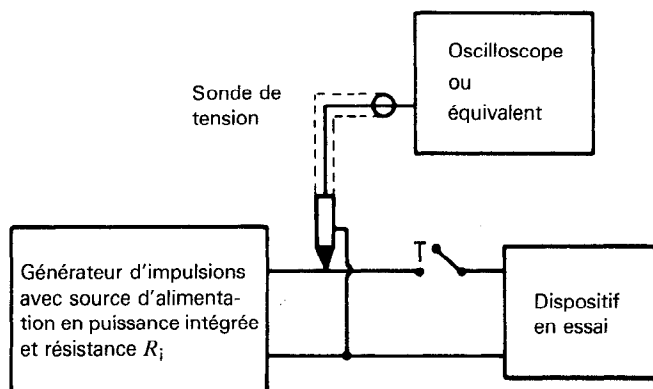 Oscilloscope
ou
équivalent
Sonde de
tension
Générateur d'impulsions
avec source d'alimenta-
tion en puissance intégrée
et résistance Ri
T
Dispositif
en essai